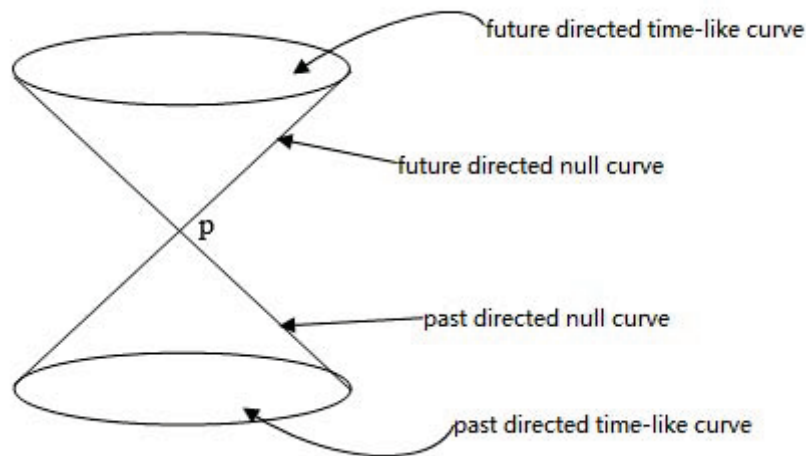 future directed time-like curve
future directed null curve
p
past directed null curve
past directed time-like curve